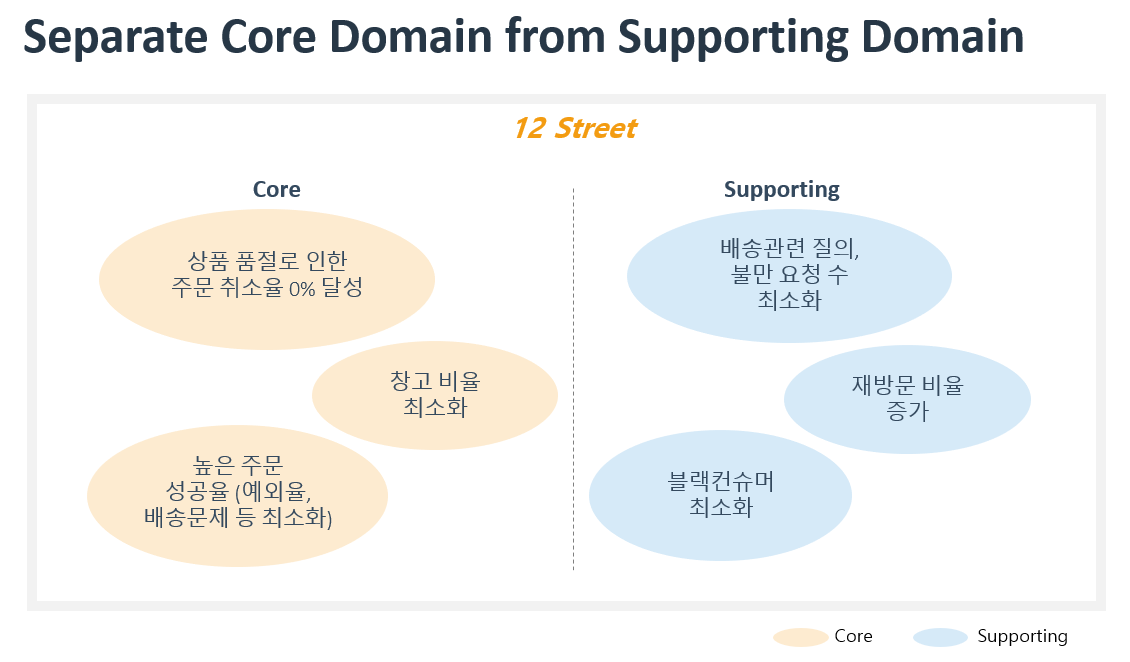 Separate Core Domain from Supporting Domain
12 Street
Core
상품 품절로 인한
주문 취소율 0% 달성
창고 비율
최소화
높은 주문
성공율 (예외율,
배송문제 등 최소화)
Supporting
배송관련 질의,
불만 요청 수
최소화
재방문 비율
증가
블랙컨슈머
최소화
Core
Supporting